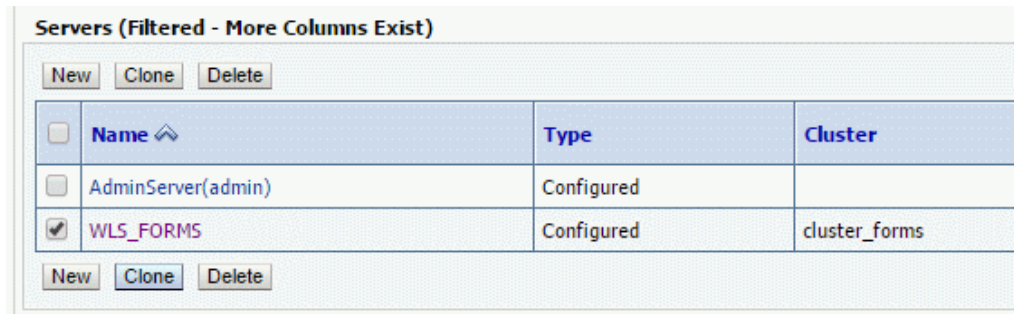 Servers (Filtered - More Columns Exist)
New Clone Delete
Name Type Cluster
AdminServer(admin) Configured
WLS_FORMS Configured cluster_forms
New Clone Delete